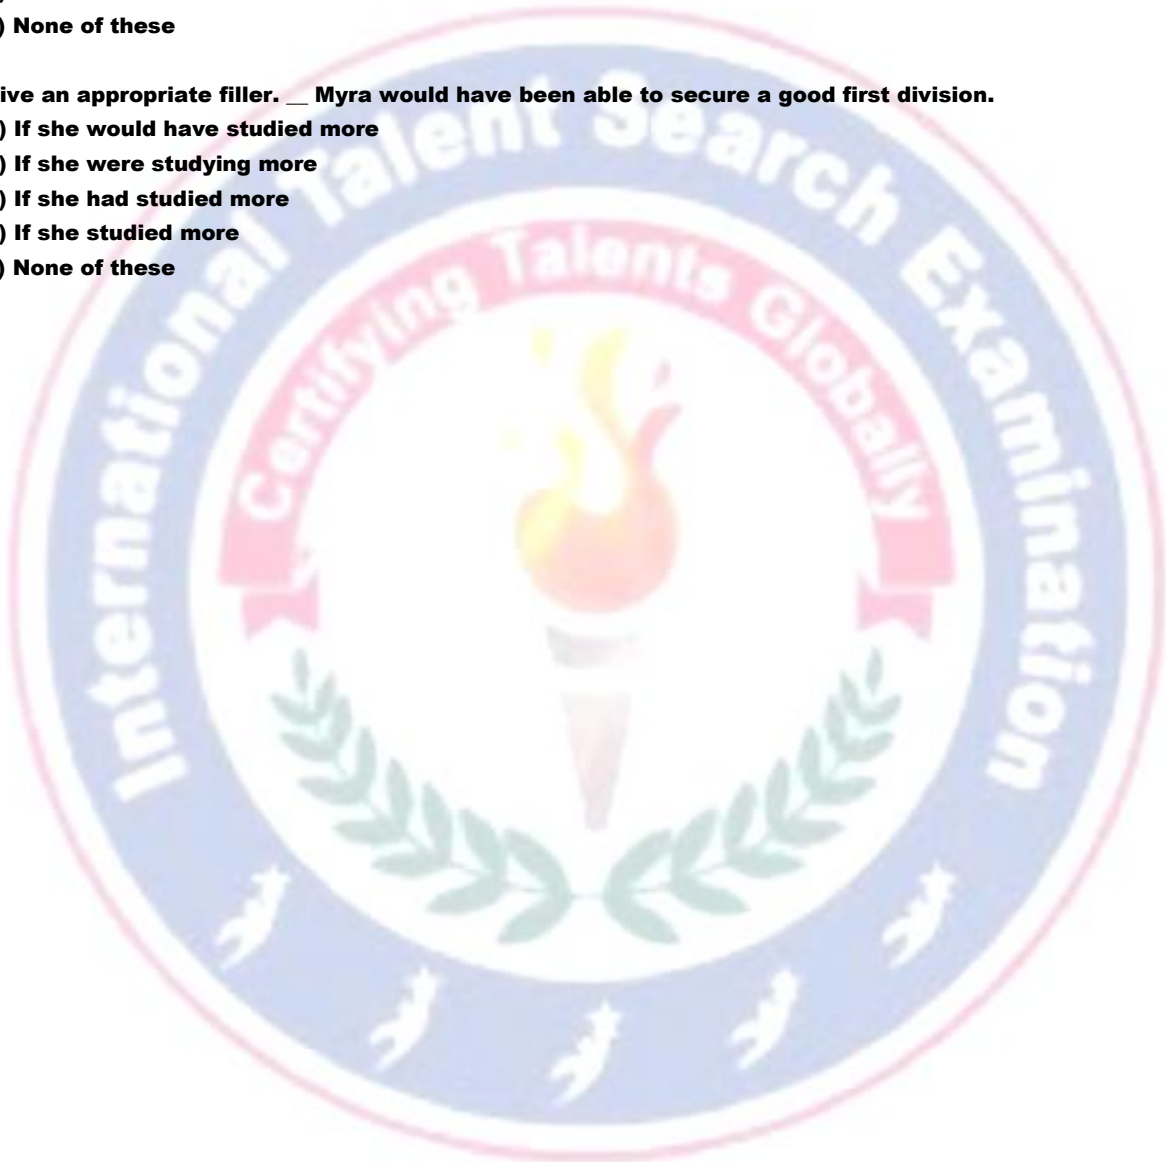 ) None of these
ive an appropriate filler. __ Myra would have been able to secure a good first division.
) If she would have studied more
) If she were studying more
) If she had studied more
) If she studied more
) None of these
International Talent Search Examination
Certifying Talents Globally